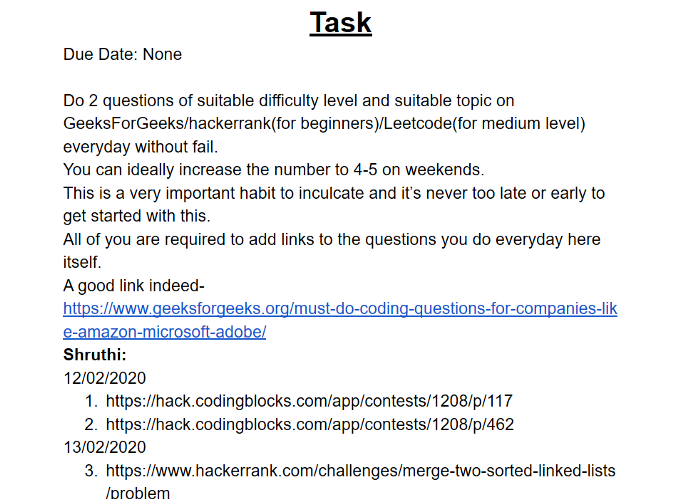 Task
Due Date: None
Do 2 questions of suitable difficulty level and suitable topic on
GeeksForGeeks/hackerrank(for beginners)/Leetcode(for medium level)
everyday without fail.
You can ideally increase the number to 4-5 on weekends.
This is a very important habit to inculcate and it's never too late or early to
get started with this.
All of you are required to add links to the questions you do everyday here
itself.
A good link indeed-
https://www.geeksforgeeks.org/must-do-coding-questions-for-companies-lik
e-amazon-microsoft-adobe/
Shruthi:
12/02/2020
1. https://hack.codingblocks.com/app/contests/1208/p/117
2. https://hack.codingblocks.com/app/contests/1208/p/462
13/02/2020
3. https://www.hackerrank.com/challenges/merge-two-sorted-linked-lists
/problem